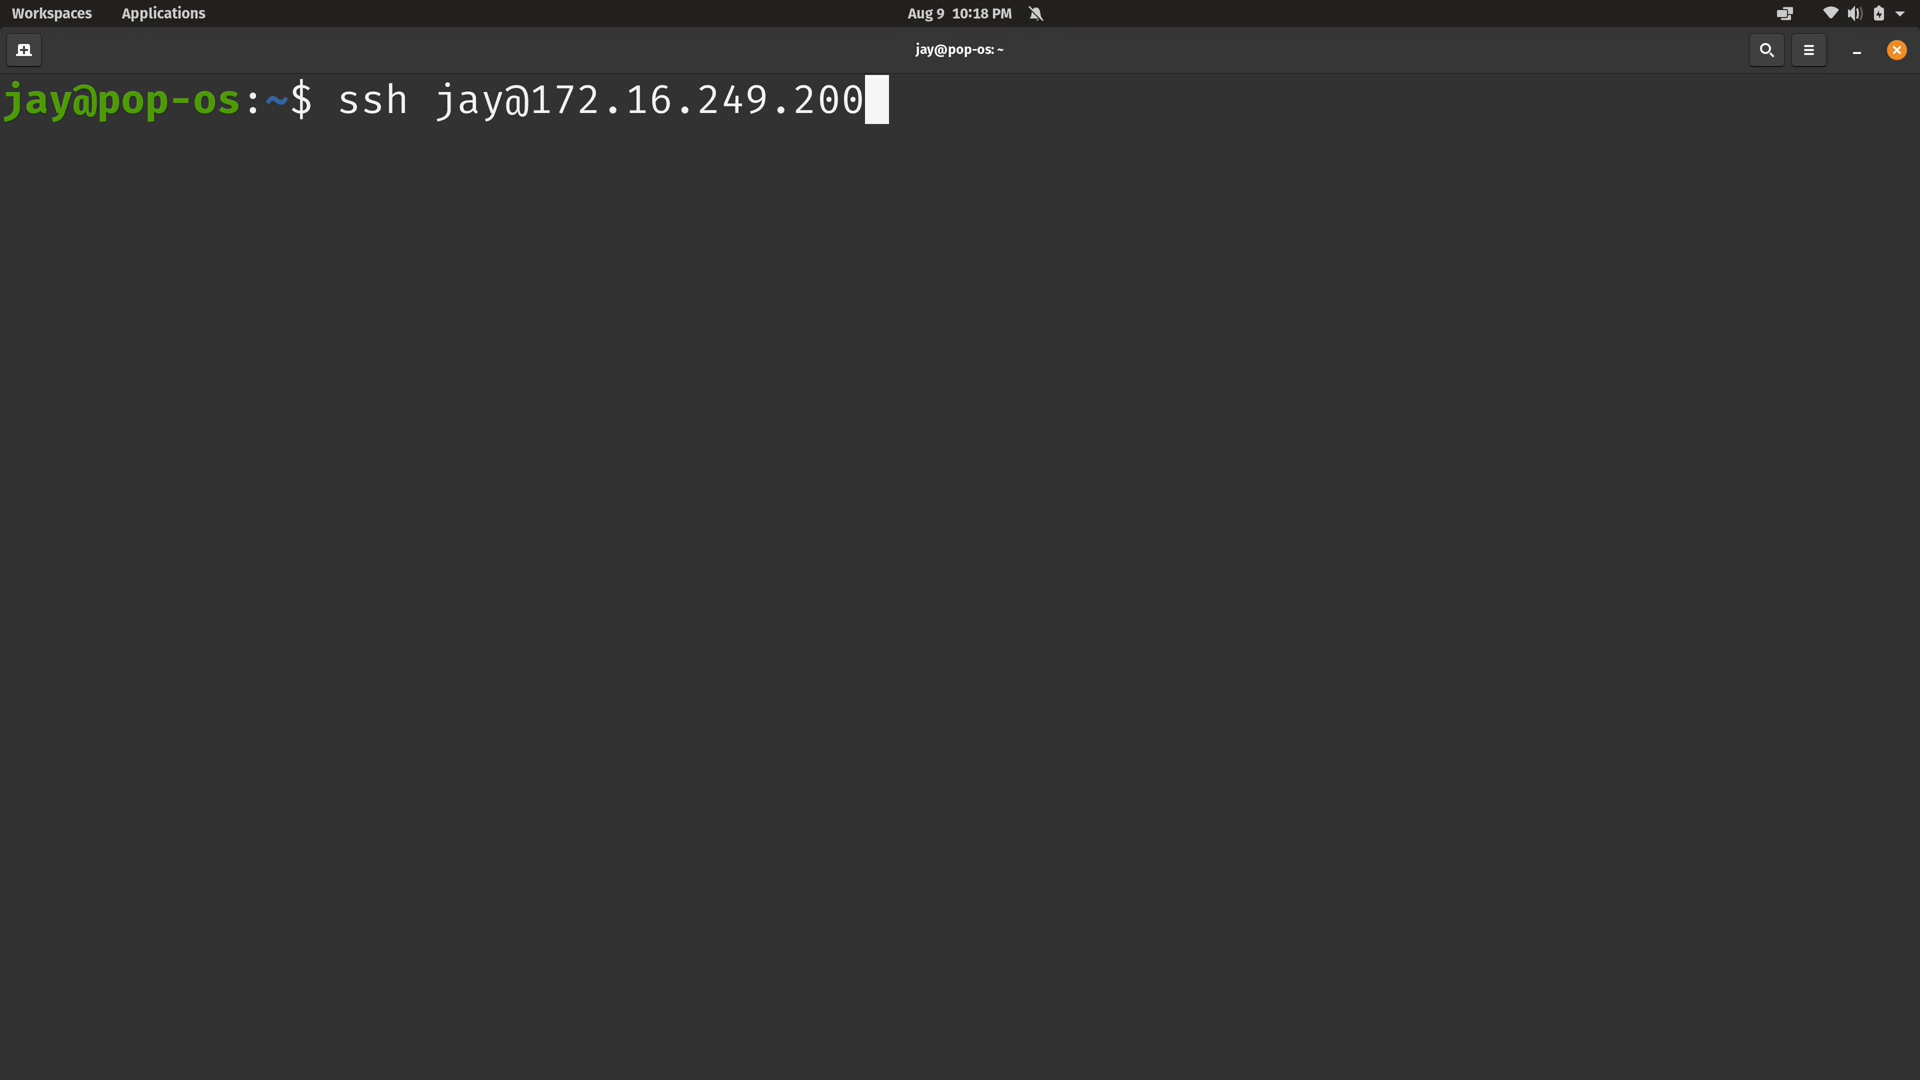 Workspaces Applications Aug 9 10:18 PM
jay@pop-os: ~
jay@pop-os:~$ ssh jay@172.16.249.200